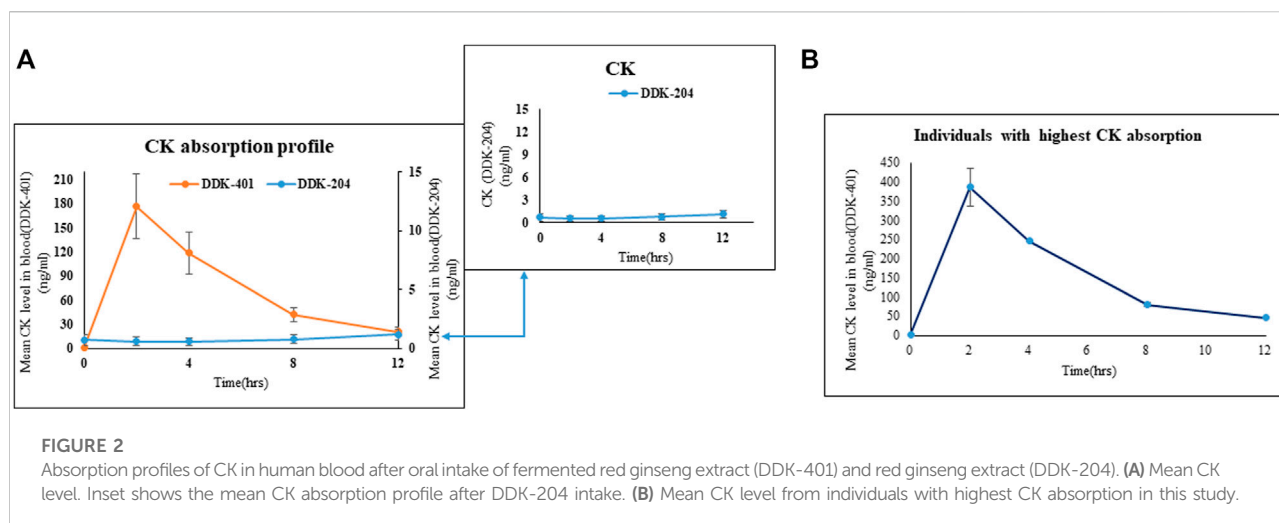 A
CK absorption profile
DDK-401
DDK-204
Mean CK level in blood(DDK-401)
(ng/ml)
210
180
150
120
90
60
30
0
15
10
5
0
Mean CK level in blood(DDK-204)
(ng/ml)
0
4
8
12
Time(hrs)
CK
DDK-204
CK (DDK-204)
(ng/ml)
15
12
9
6
3
0
0
4
8
12
Time(hrs)
B
Individuals with highest CK absorption
Mean CK level in blood(DDK-401)
(ng/ml)
450
400
350
300
250
200
150
100
50
0
0
2
4
6
8
10
12
Time(hrs)
FIGURE 2
Absorption profiles of CK in human blood after oral intake of fermented red ginseng extract (DDK-401) and red ginseng extract (DDK-204). (A) Mean CK
level. Inset shows the mean CK absorption profile after DDK-204 intake. (B) Mean CK level from individuals with highest CK absorption in this study.